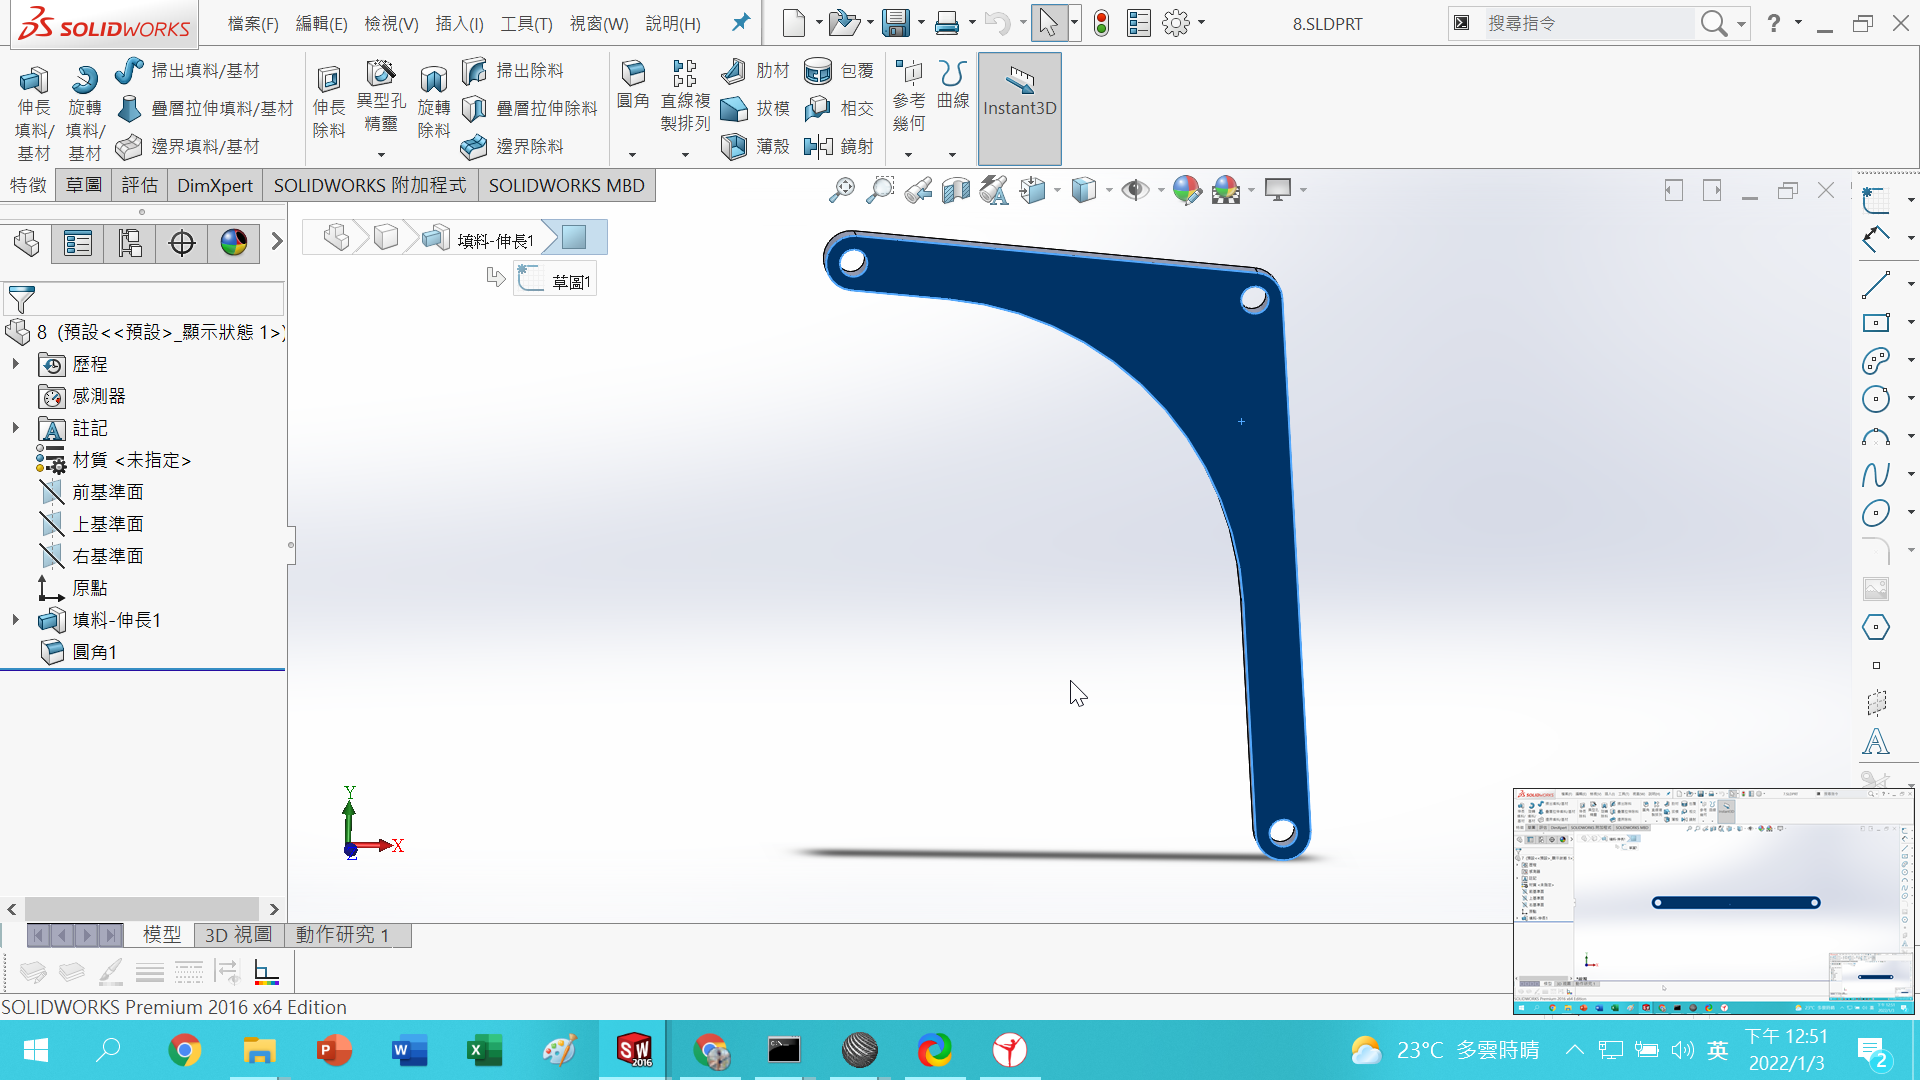 SOLIDWORKS
檔案(F) 編輯(E) 檢視(V) 插入(I) 工具(T) 視窗(W) 說明(H)
8.SLDPRT
搜尋指令
?
伸長填料/基材
旋轉填料/基材
掃出填料/基材
疊層拉伸填料/基材
邊界填料/基材
伸長除料
異型孔精靈
旋轉除料
掃出除料
疊層拉伸除料
邊界除料
圓角
直線複製排列
肋材
拔模
薄殼
包覆
相交
鏡射
參考幾何
曲線
Instant3D
特徵 草圖 評估 DimXpert SOLIDWORKS 附加程式 SOLIDWORKS MBD
填料-伸長1
草圖1
8 (預設<<預設>_顯示狀態 1>)
歷程
感測器
註記
材質 <未指定>
前基準面
上基準面
右基準面
原點
填料-伸長1
圓角1
Y
X
Z
模型 3D 視圖 動作研究 1
SOLIDWORKS Premium 2016 x64 Edition
SW
2016
23°C 多雲時晴
英
下午 12:51
2022/1/3
2